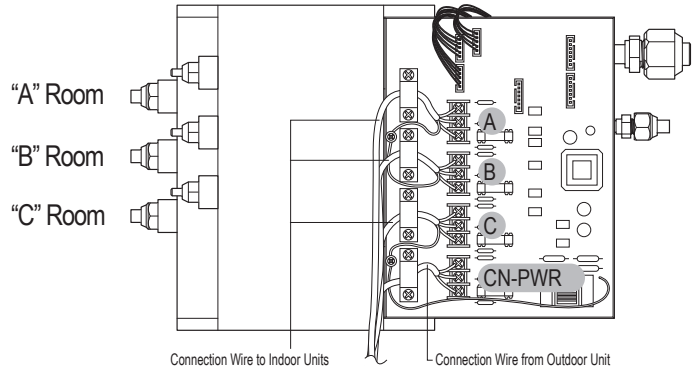 “A” Room
“B” Room
“C” Room
A
B
C
CN-PWR
Connection Wire to Indoor Units
Connection Wire from Outdoor Unit